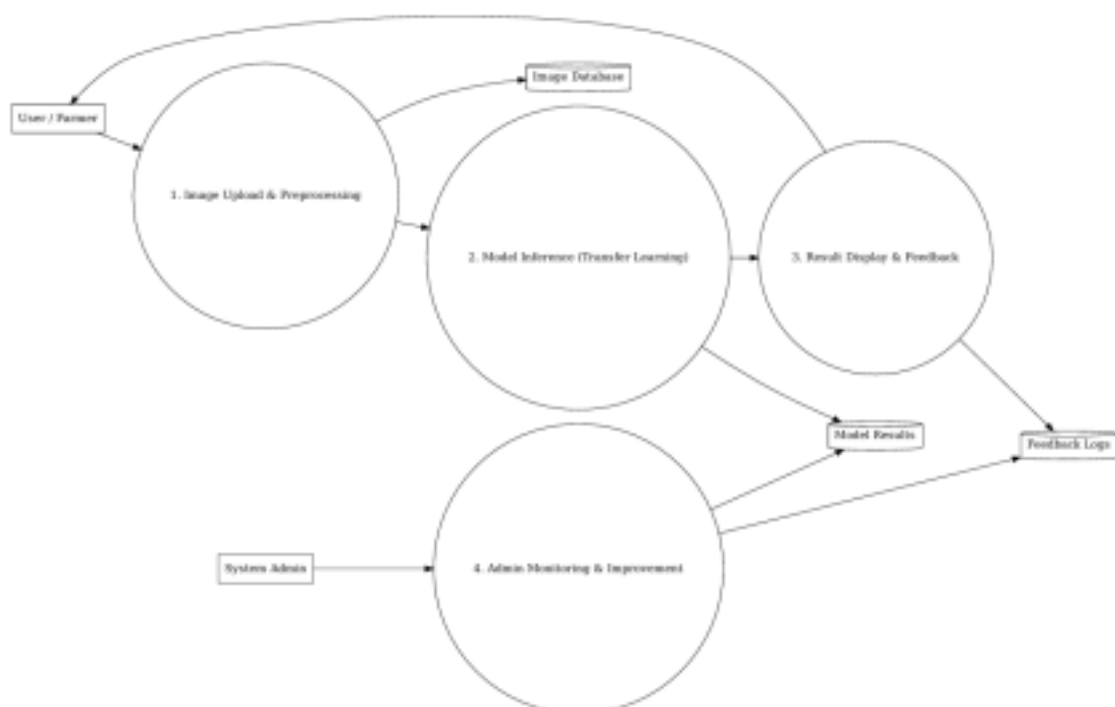 Image Database
User / Farmer
1. Image Upload & Preprocessing
2. Model Inference (Transfer Learning)
3. Result Display & Feedback
Model Results
Feedback Logs
System Admin
4. Admin Monitoring & Improvement